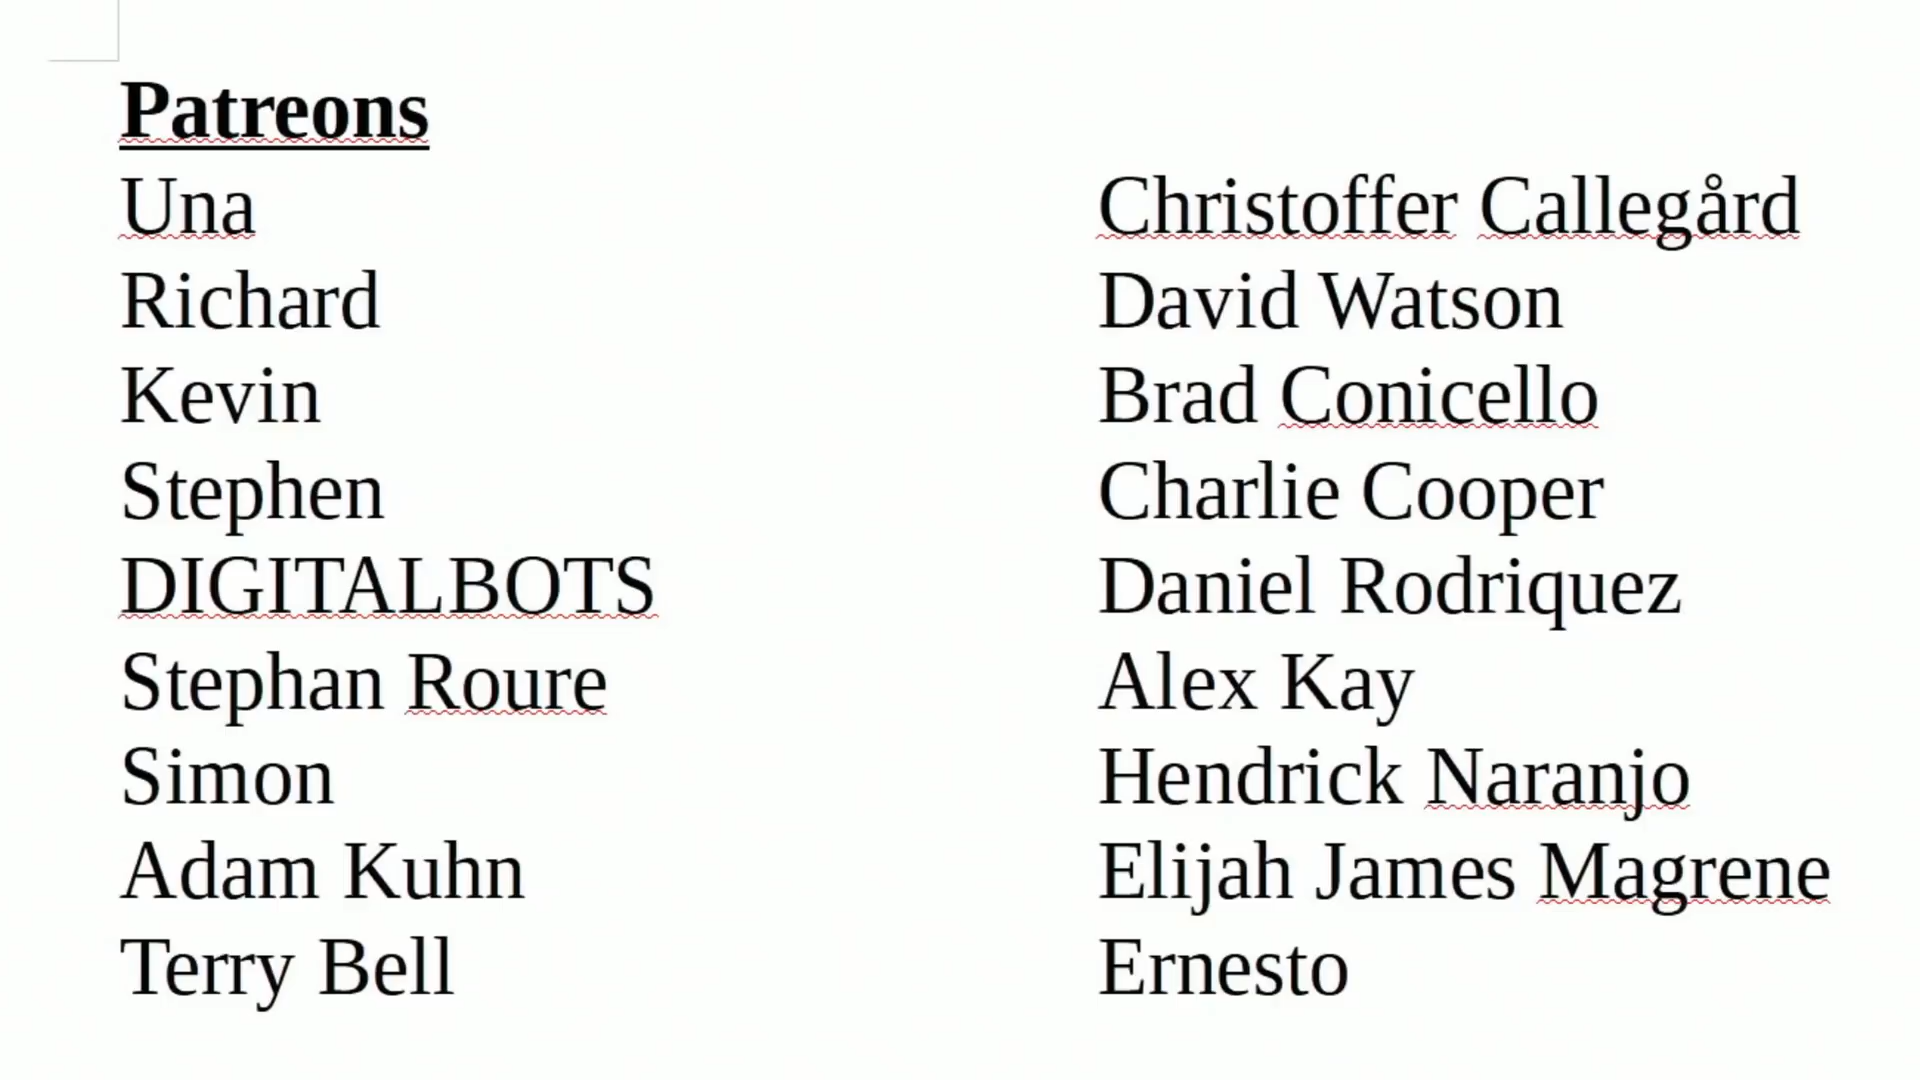 Patreons
Una
Richard
Kevin
Stephen
DIGITALBOTS
Stephan Roure
Simon
Adam Kuhn
Terry Bell
Christoffer Callegård
David Watson
Brad Conicello
Charlie Cooper
Daniel Rodriquez
Alex Kay
Hendrick Naranjo
Elijah James Magrene
Ernesto